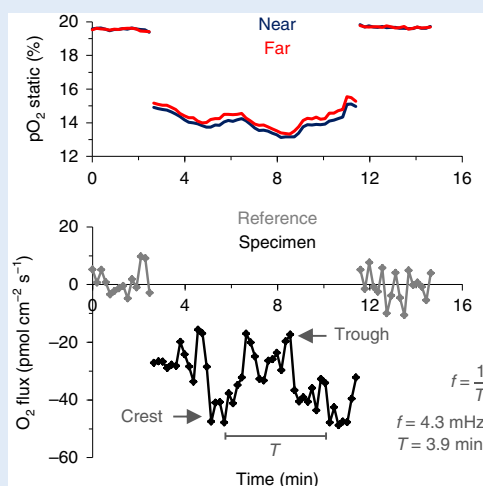 20
18
16
14
12
pO₂ static (%)
Near
Far
0
4
8
12
16
20
0
−20
−40
−60
O₂ flux (pmol cm⁻² s⁻¹)
Reference
Specimen
Trough
Crest
T
f = 1/T
f = 4.3 mHz
T = 3.9 min
0
4
8
12
16
Time (min)